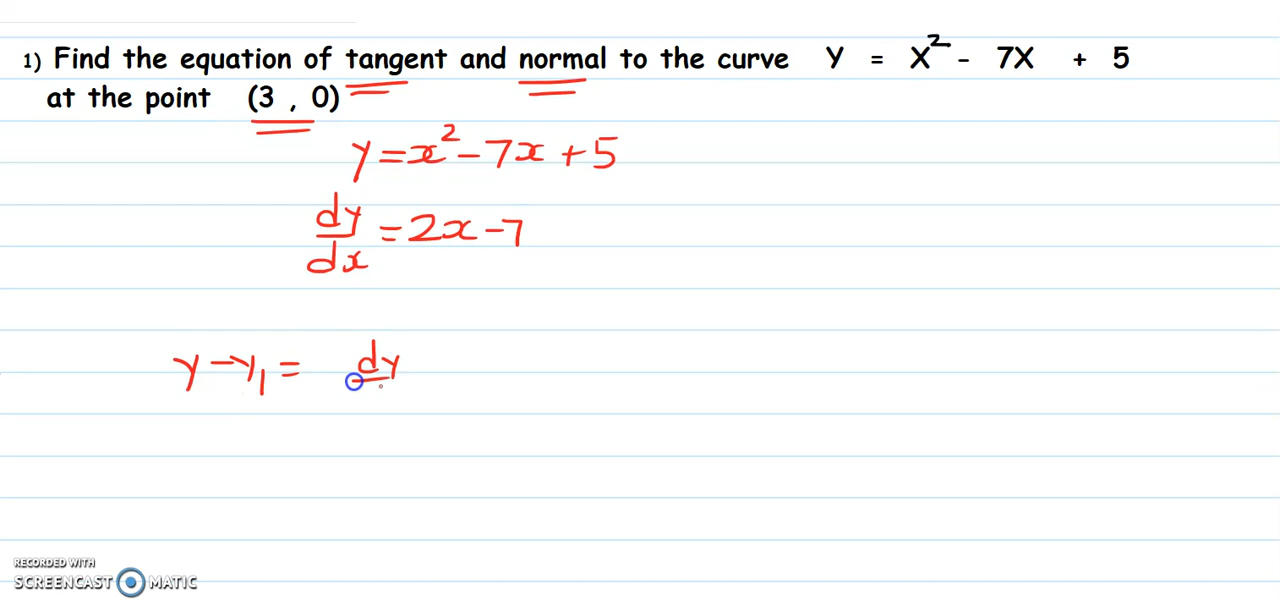 1) Find the equation of tangent and normal to the curve Y = X² - 7X + 5
at the point (3 , 0)
y = x² - 7x + 5
dy/dx = 2x - 7
y - y₁ = dy
RECORDED WITH
SCREENCAST MATIC